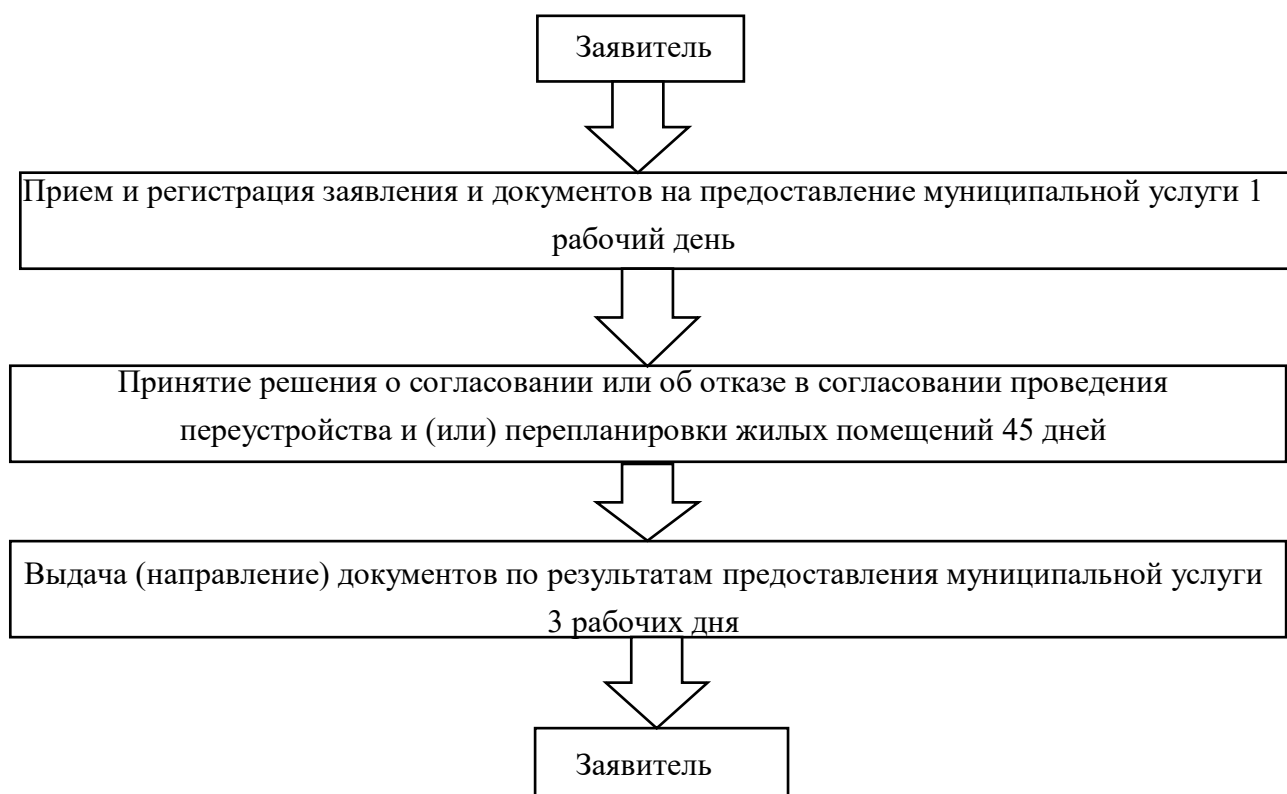 Заявитель
Прием и регистрация заявления и документов на предоставление муниципальной услуги 1
рабочий день
Принятие решения о согласовании или об отказе в согласовании проведения
переустройства и (или) перепланировки жилых помещений 45 дней
Выдача (направление) документов по результатам предоставления муниципальной услуги
3 рабочих дня
Заявитель